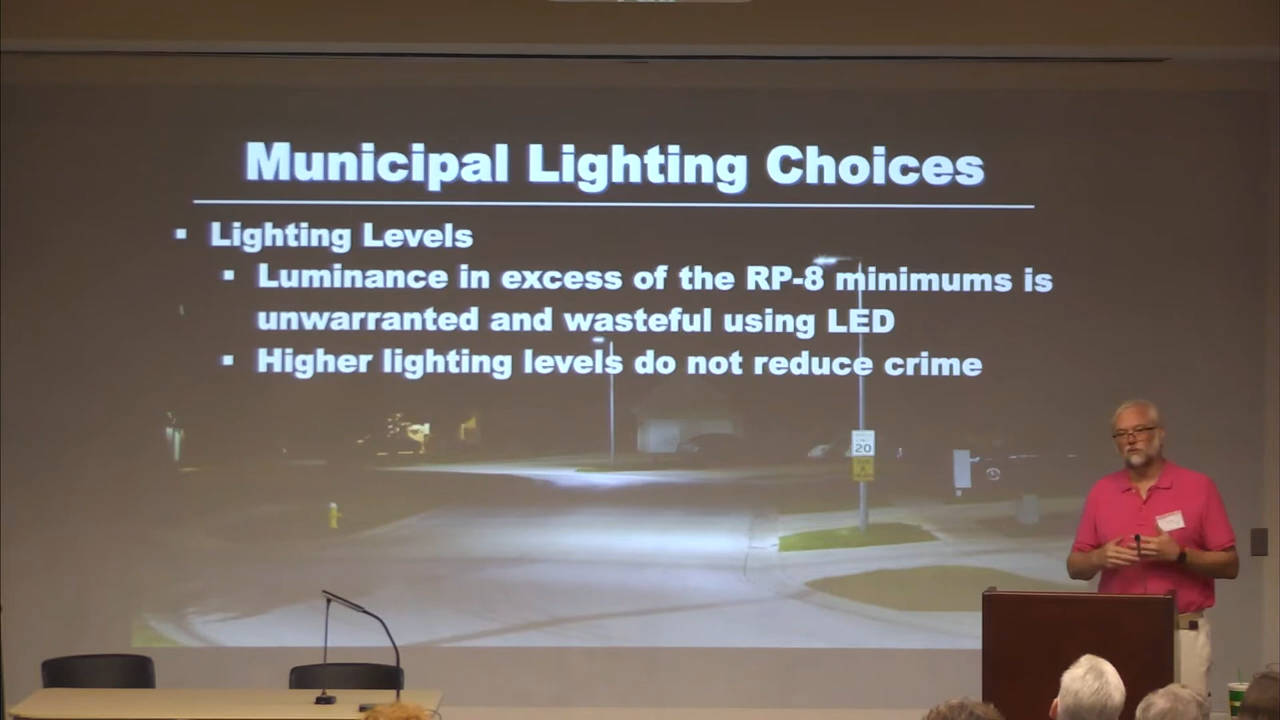 Municipal Lighting Choices
▪ Lighting Levels
▪ Luminance in excess of the RP-8 minimums is
unwarranted and wasteful using LED
▪ Higher lighting levels do not reduce crime
20